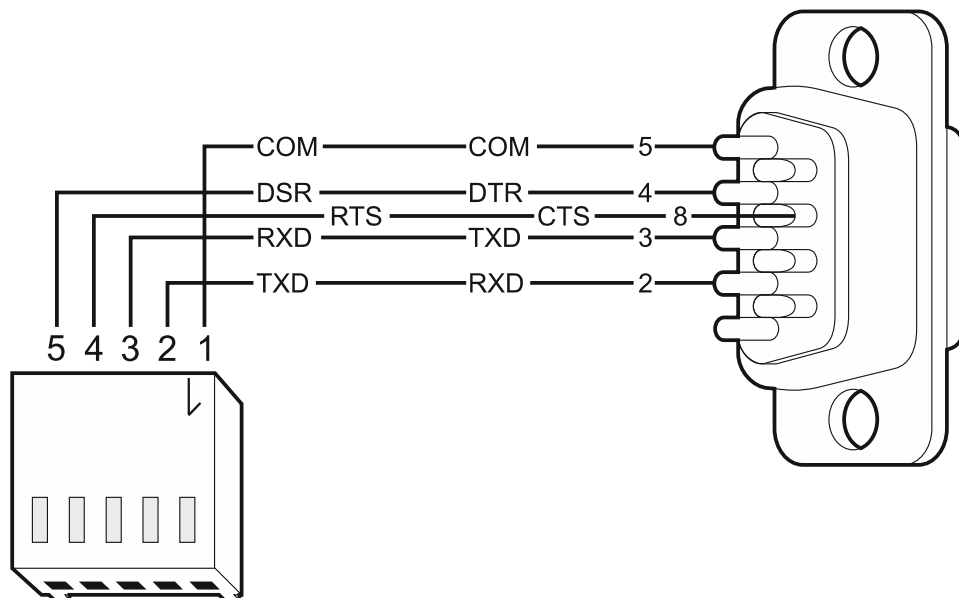 COM COM 5
DSR DTR 4
RTS CTS 8
RXD TXD 3
TXD RXD 2
5 4 3 2 1